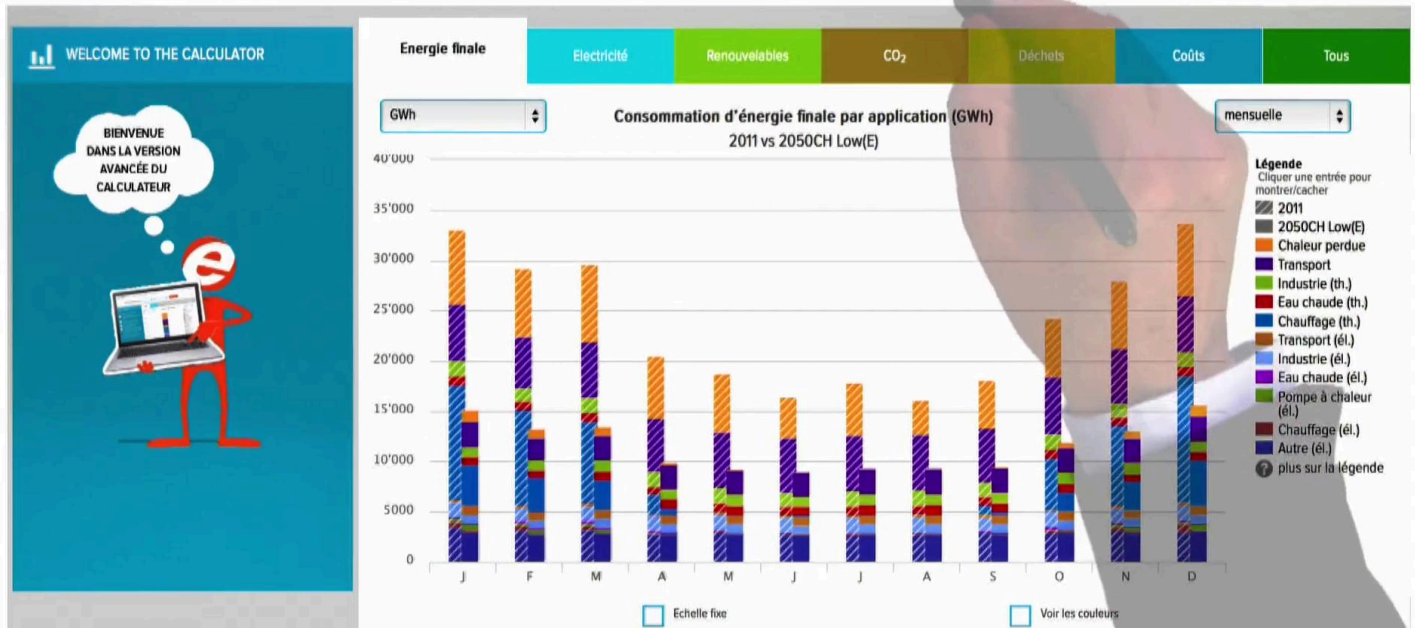 WELCOME TO THE CALCULATOR
BIENVENUE
DANS LA VERSION
AVANCÉE DU
CALCULATEUR
e
Energie finale
Electricité
Renouvelables
CO₂
Déchets
Coûts
Tous
GWh
Consommation d'énergie finale par application (GWh)
mensuelle
2011 vs 2050CH Low(E)
40'000
35'000
30'000
25'000
20'000
15'000
10'000
5000
0
J F M A M J J A S O N D
Légende
Cliquer une entrée pour
montrer/cacher
2011
2050CH Low(E)
Chaleur perdue
Transport
Industrie (th.)
Eau chaude (th.)
Chauffage (th.)
Transport (él.)
Industrie (él.)
Eau chaude (él.)
Pompe à chaleur
(él.)
Chauffage (él.)
Autre (él.)
? plus sur la légende
Echelle fixe
Voir les couleurs